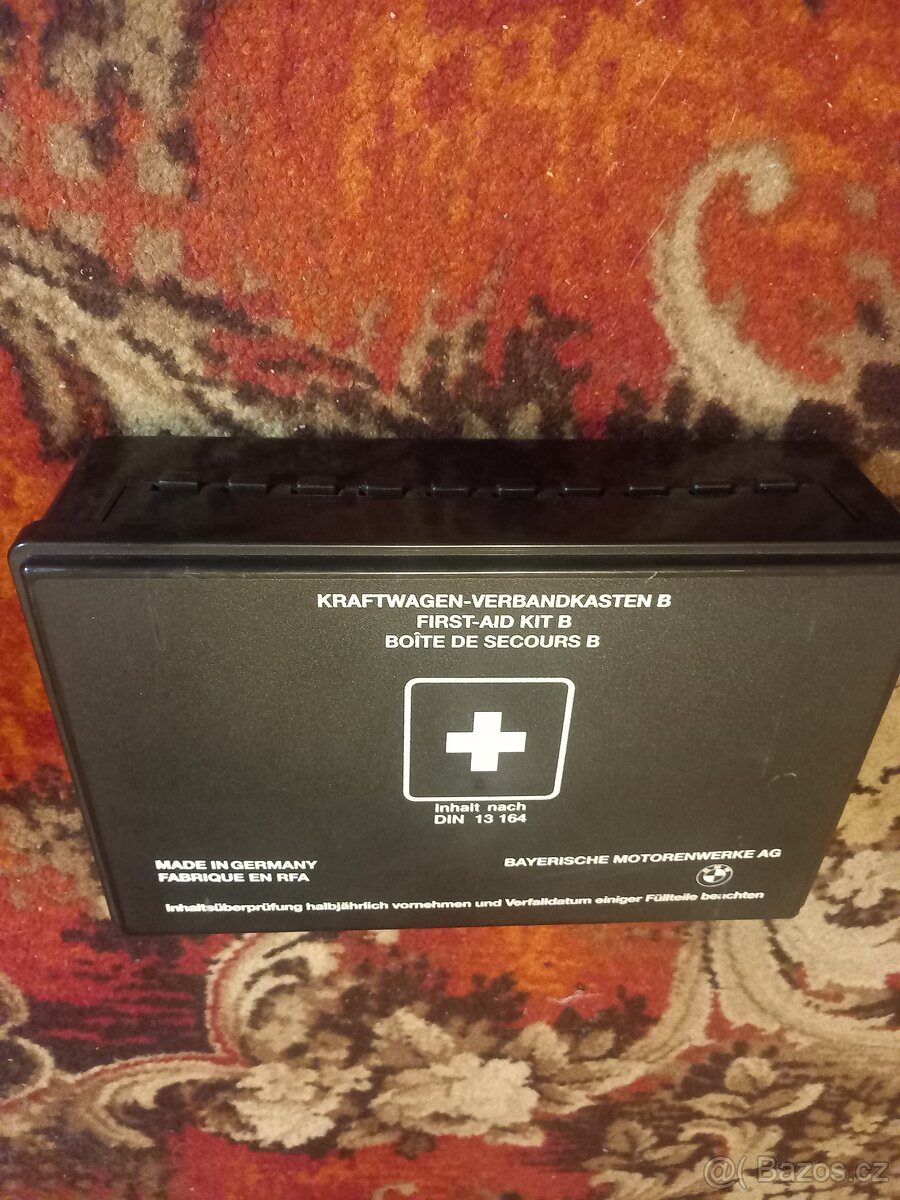 KRAFTWAGEN-VERBANDKASTEN B
FIRST-AID KIT B
BOÎTE DE SECOURS B
Inhalt nach
DIN 13 164
MADE IN GERMANY
FABRIQUE EN RFA
BAYERISCHE MOTORENWERKE AG
Inhaltsüberprüfung halbjährlich vornehmen und Verfalldatum einiger Füllteile beachten
@( Bazos.cz